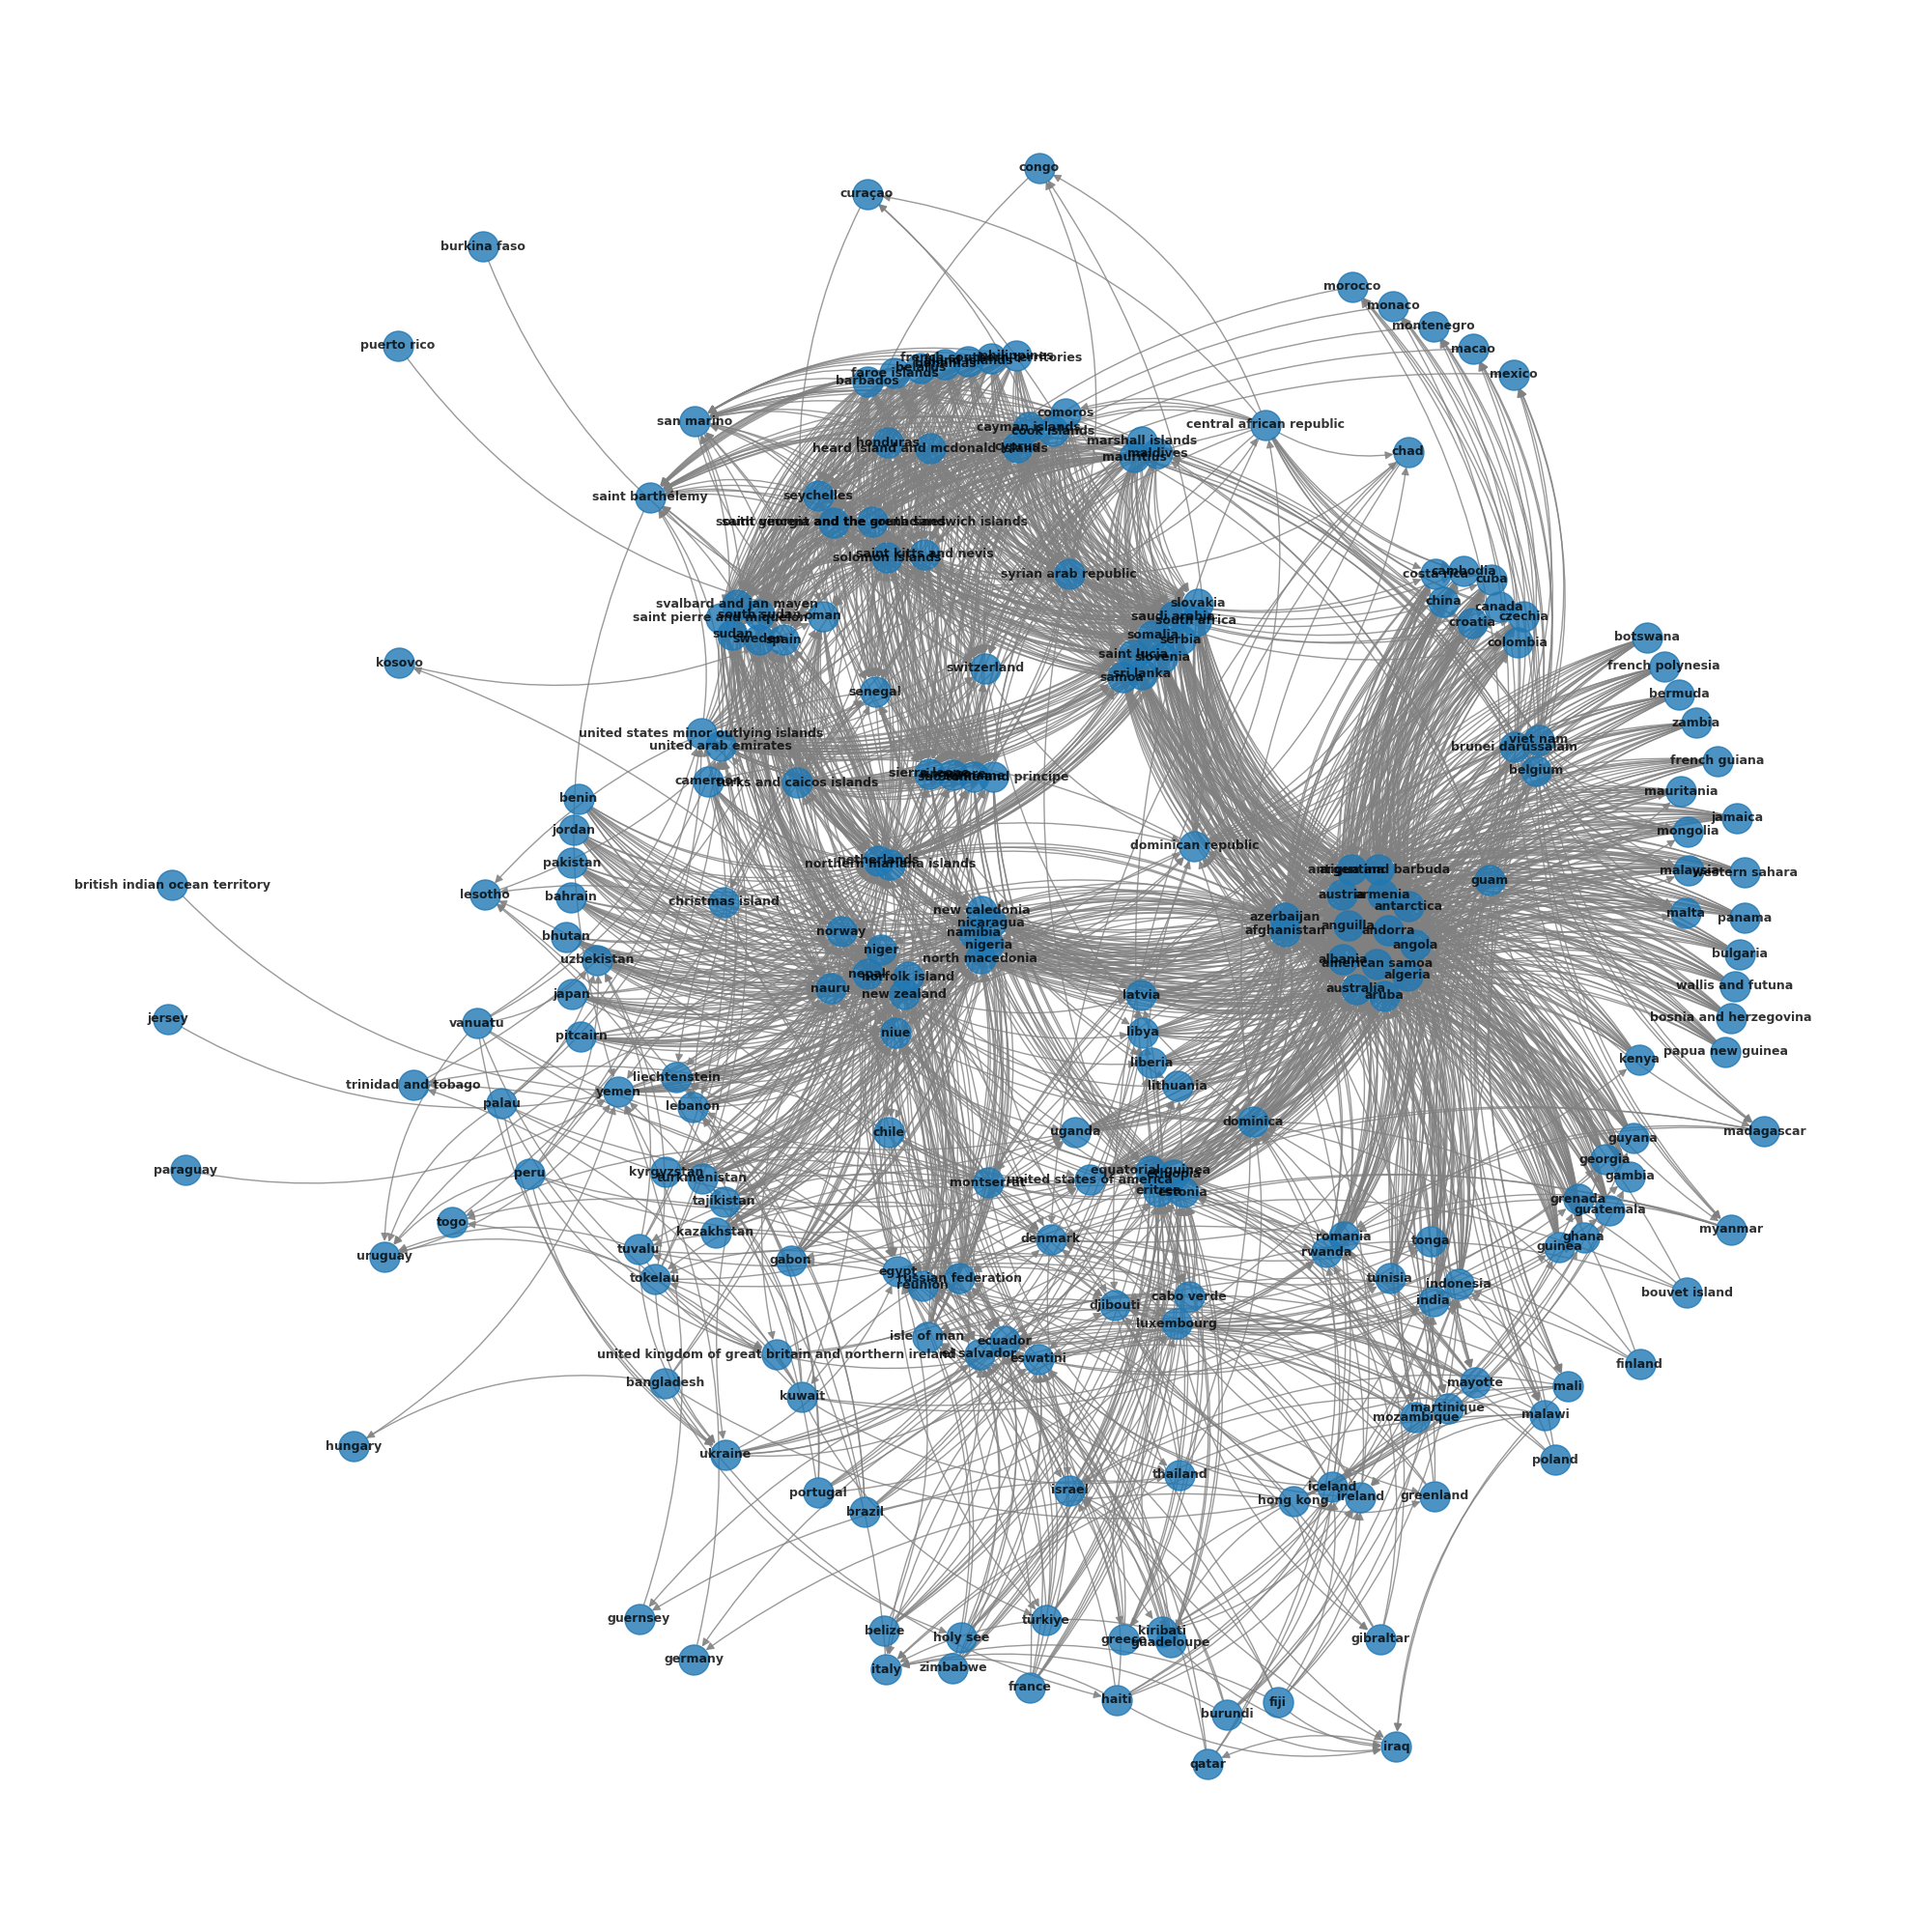 congo
curaçao
burkina faso
morocco
monaco
montenegro
puerto rico
macao
philippines
faroe islands
mexico
barbados
comoros
san marino
central african republic
cayman islands
cook islands
marshall islands
honduras
heard island and mcdonald islands
cyprus
maldives
mauritius
chad
saint barthélemy
seychelles
saint kitts and nevis
solomon islands
syrian arab republic
costa rica
cambodia
cuba
svalbard and jan mayen
slovakia
china
canada
saint pierre and miquelon
south sudan
oman
saudi arabia
south africa
czechia
croatia
sudan
sweden
spain
somalia
serbia
colombia
botswana
kosovo
saint lucia
slovenia
switzerland
french polynesia
samoa
sri lanka
senegal
bermuda
zambia
united states minor outlying islands
united arab emirates
viet nam
brunei darussalam
french guiana
cameroon
turks and caicos islands
belgium
mauritania
benin
jamaica
jordan
mongolia
dominican republic
pakistan
netherlands
northern mariana islands
malaysia
western sahara
british indian ocean territory
lesotho
bahrain
christmas island
austria
armenia
guam
antarctica
new caledonia
nicaragua
azerbaijan
malta
panama
bhutan
norway
namibia
afghanistan
anguilla
andorra
uzbekistan
niger
nigeria
north macedonia
angola
bulgaria
albania
american samoa
nepal
norfolk island
algeria
japan
nauru
new zealand
latvia
australia
aruba
wallis and futuna
jersey
vanuatu
pitcairn
niue
libya
bosnia and herzegovina
papua new guinea
liberia
kenya
trinidad and tobago
liechtenstein
yemen
lebanon
palau
lithuania
dominica
chile
uganda
madagascar
guyana
paraguay
peru
kyrgyzstan
turkmenistan
montserrat
united states of america
equatorial guinea
ethiopia
georgia
gambia
eritrea
estonia
tajikistan
grenada
guatemala
togo
kazakhstan
uruguay
tuvalu
denmark
romania
rwanda
tonga
ghana
guinea
myanmar
gabon
tokelau
egypt
russian federation
réunion
tunisia
indonesia
india
bouvet island
cabo verde
djibouti
luxembourg
isle of man
ecuador
united kingdom of great britain and northern ireland
el salvador
eswatini
finland
bangladesh
kuwait
mayotte
mali
martinique
mozambique
malawi
hungary
ukraine
poland
thailand
portugal
israel
iceland
hong kong
ireland
greenland
brazil
guernsey
türkiye
belize
holy see
kiribati
greece
guadeloupe
gibraltar
germany
italy
zimbabwe
france
haiti
fiji
burundi
iraq
qatar